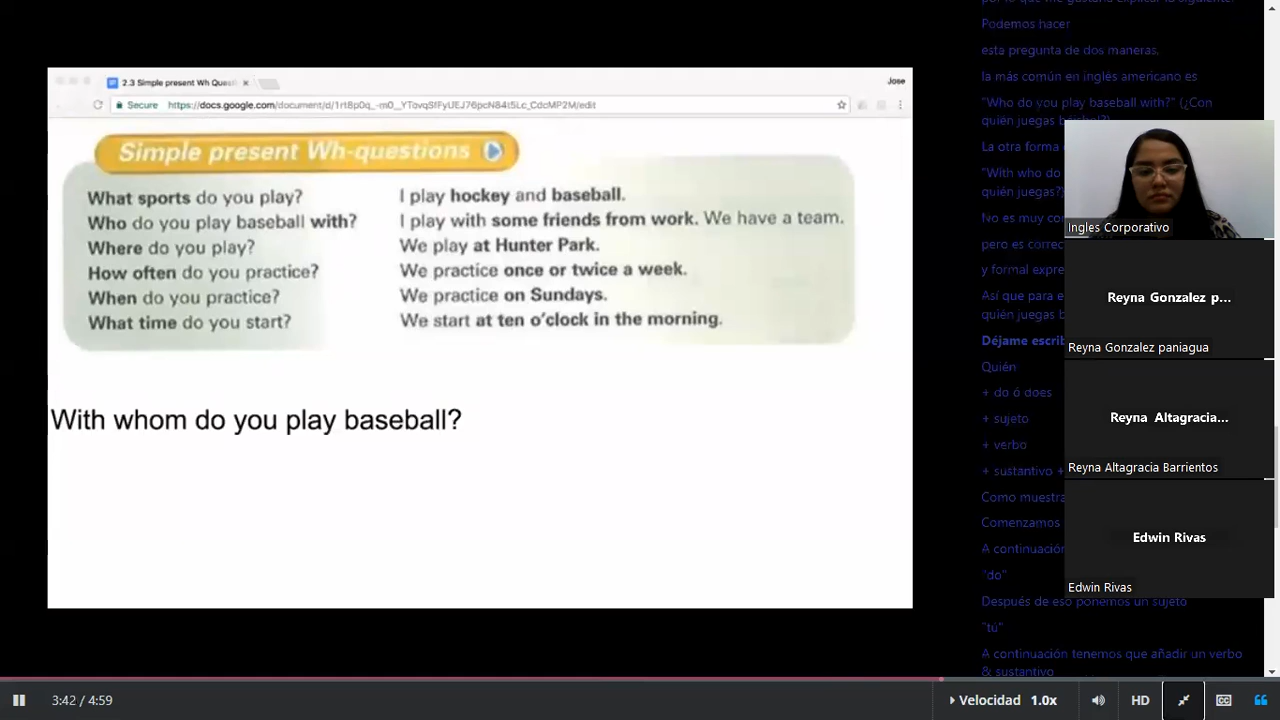 2.3 Simple present Wh Ques
Jose
Secure
https://docs.google.com/document/d/1rt8p0q_-m0__YTovqSfFyUEJ76pcN84t5Lc_CdcMP2M/edit
Simple present Wh-questions
What sports do you play? I play hockey and baseball.
Who do you play baseball with? I play with some friends from work. We have a team.
Where do you play? We play at Hunter Park.
How often do you practice? We practice once or twice a week.
When do you practice? We practice on Sundays.
What time do you start? We start at ten o'clock in the morning.
With whom do you play baseball?
Podemos hacer
esta pregunta de dos maneras.
la más común en inglés americano es
"Who do you play baseball with?" (¿Con
quién juegas
La otra forma
"With who do
quién juegas?
No es muy
pero es
y formal
Así que para
quién juegas
Déjame
Quién
+ do ó does
+ sujeto
+ verbo
+ sustantivo +
Como
Comenzamos
A continuación
"do"
Después de eso ponemos un sujeto
"tú"
A continuación tenemos que añadir un verbo
& sustantivo
Ingles Corporativo
Reyna Gonzalez p...
Reyna Gonzalez paniagua
Reyna Altagracia...
Reyna Altagracia Barrientos
Edwin Rivas
Edwin Rivas
3:42 / 4:59
Velocidad 1.0x
HD
CC